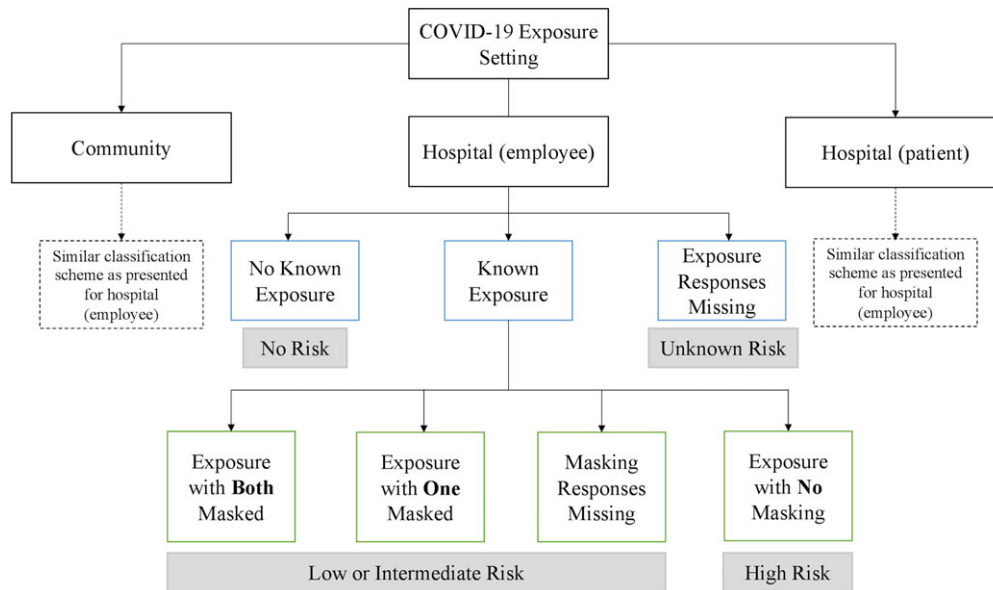 COVID-19 Exposure
Setting
Community
Hospital (employee)
Hospital (patient)
Similar classification
scheme as presented
for hospital
(employee)
No Known
Exposure
Known
Exposure
Exposure
Responses
Missing
Similar classification
scheme as presented for
hospital
(employee)
No Risk
Unknown Risk
Exposure
with Both
Masked
Exposure
with One
Masked
Masking
Responses
Missing
Exposure
with No
Masking
Low or Intermediate Risk
High Risk